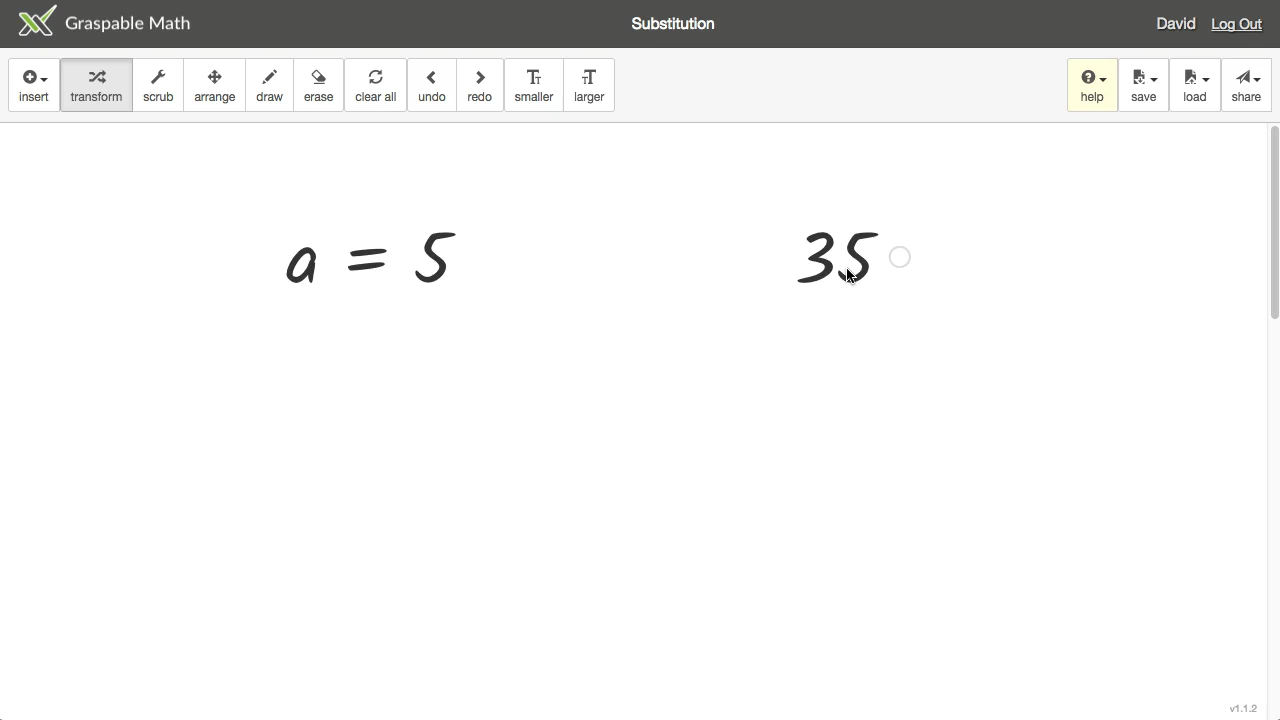 Graspable Math Substitution David Log Out
insert transform scrub arrange draw erase clear all undo redo smaller larger help save load share
a = 5 35
v1.1.2